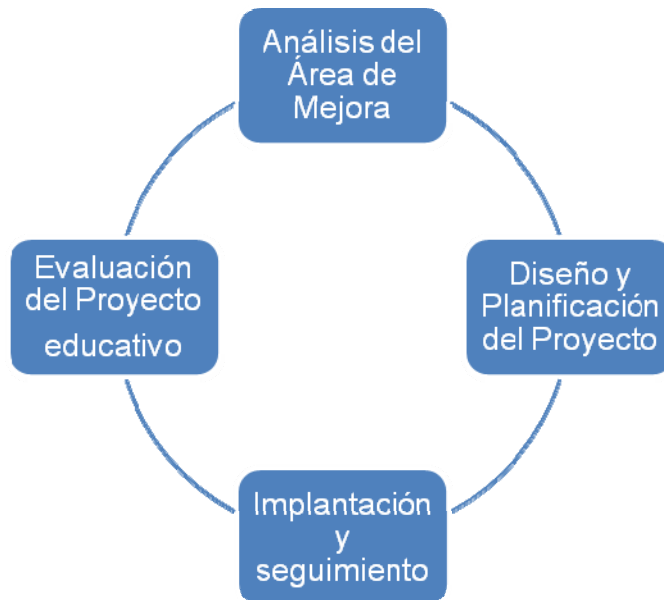 Análisis del
Área de
Mejora
Evaluación
del Proyecto
educativo
Diseño y
Planificación
del Proyecto
Implantación
y
seguimiento